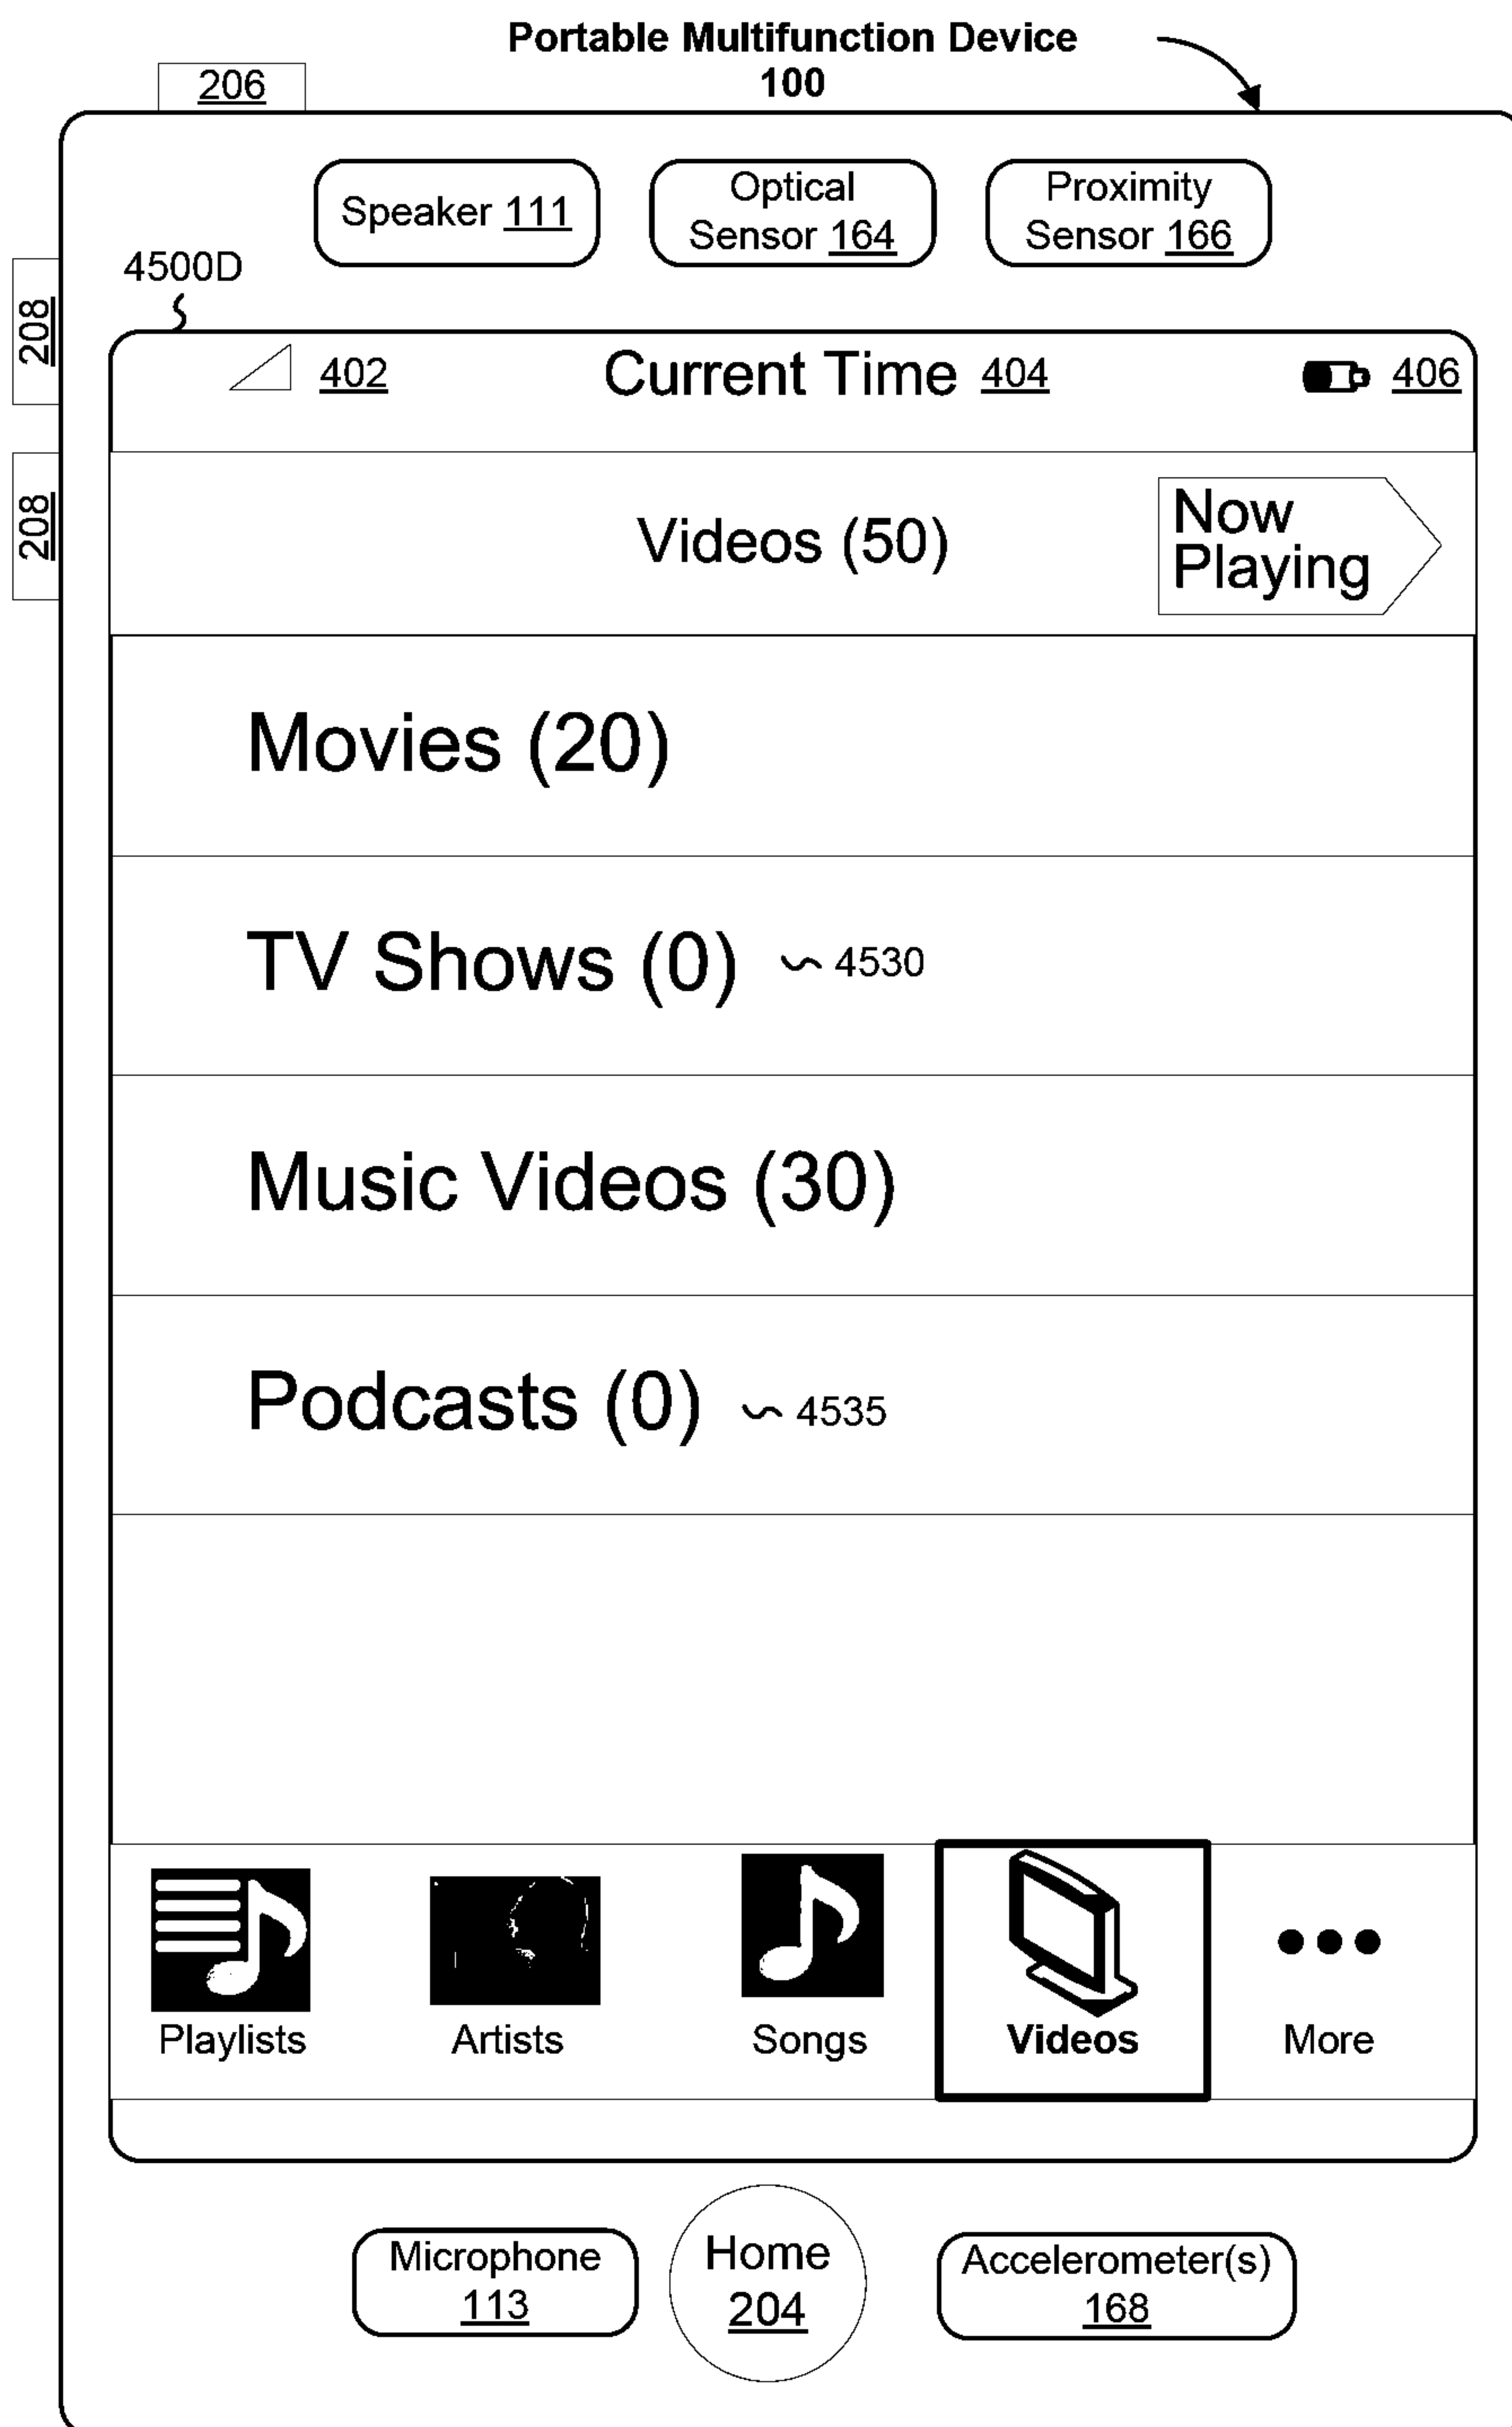 Portable Multifunction Device
100
206
Speaker 111
Optical
Sensor 164
Proximity
Sensor 166
4500D
208
208
402
Current Time 404
406
Videos (50)
Now
Playing
Movies (20)
TV Shows (0)
4530
Music Videos (30)
Podcasts (0)
4535
Playlists
Artists
Songs
Videos
More
Microphone
113
Home
204
Accelerometer(s)
168